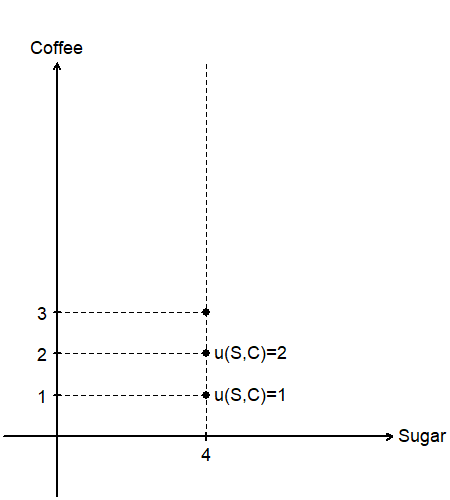 Coffee
3
2
u(S,C)=2
1
u(S,C)=1
Sugar
4